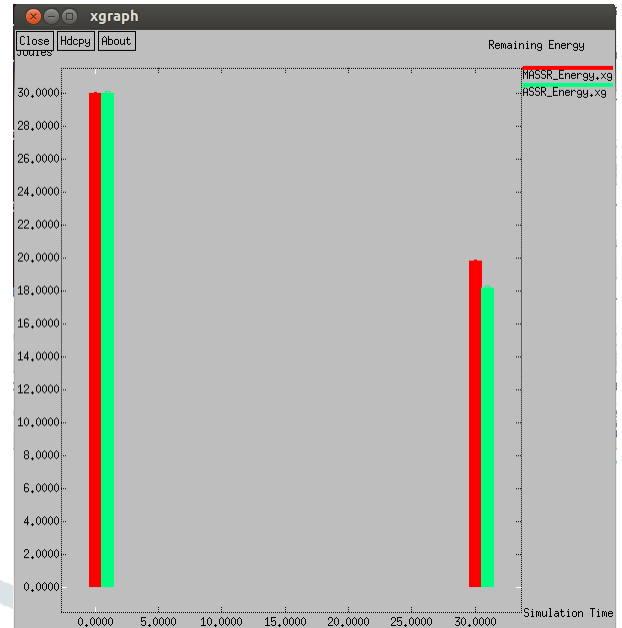 xgraph
Close Hdcpy About
Joules
Remaining Energy
MASSR_Energy.xg
ASSR_Energy.xg
30.0000
28.0000
26.0000
24.0000
22.0000
20.0000
18.0000
16.0000
14.0000
12.0000
10.0000
8.0000
6.0000
4.0000
2.0000
0.0000
Simulation Time
0.0000 5.0000 10.0000 15.0000 20.0000 25.0000 30.0000